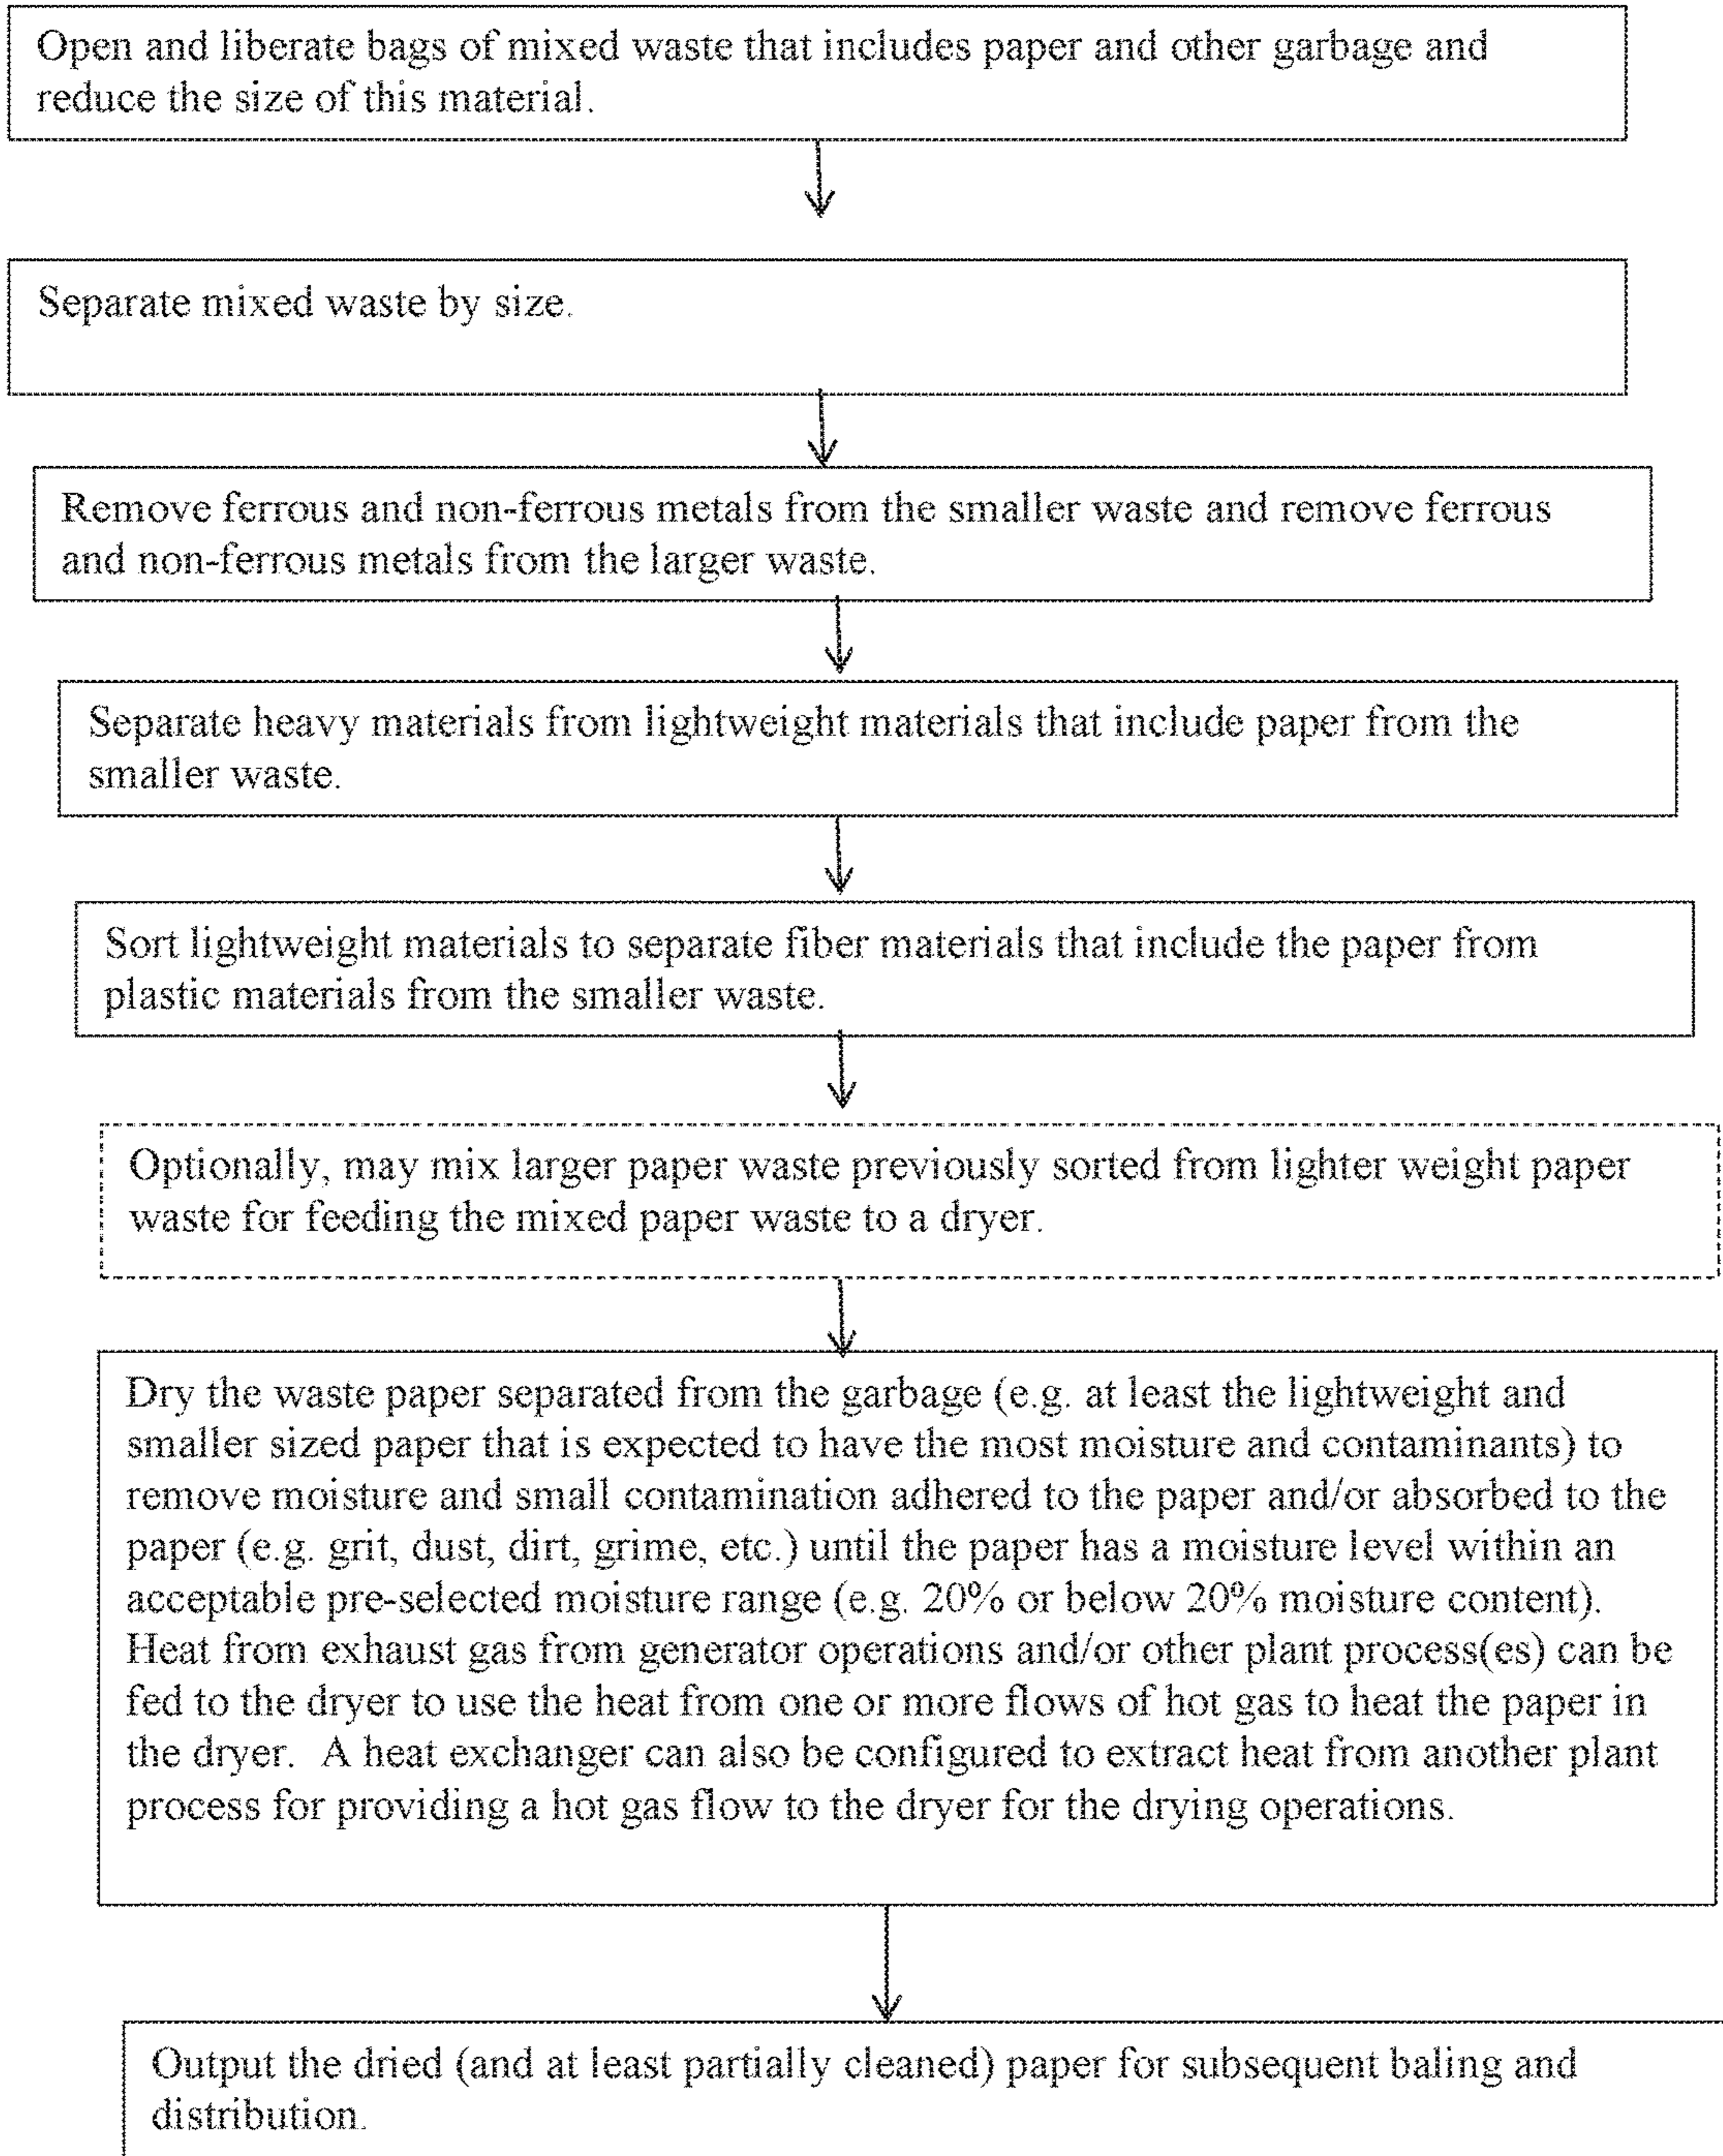 Open and liberate bags of mixed waste that includes paper and other garbage and
reduce the size of this material.
Separate mixed waste by size.
Remove ferrous and non-ferrous metals from the smaller waste and remove ferrous
and non-ferrous metals from the larger waste.
Separate heavy materials from lightweight materials that include paper from the
smaller waste.
Sort lightweight materials to separate fiber materials that include the paper from
plastic materials from the smaller waste.
Optionally, may mix larger paper waste previously sorted from lighter weight paper
waste for feeding the mixed paper waste to a dryer.
Dry the waste paper separated from the garbage (e.g. at least the lightweight and
smaller sized paper that is expected to have the most moisture and contaminants) to
remove moisture and small contamination adhered to the paper and/or absorbed to the
paper (e.g. grit, dust, dirt, grime, etc.) until the paper has a moisture level within an
acceptable pre-selected moisture range (e.g. 20% or below 20% moisture content).
Heat from exhaust gas from generator operations and/or other plant process(es) can be
fed to the dryer to use the heat from one or more flows of hot gas to heat the paper in
the dryer.  A heat exchanger can also be configured to extract heat from another plant
process for providing a hot gas flow to the dryer for the drying operations.
Output the dried (and at least partially cleaned) paper for subsequent baling and
distribution.